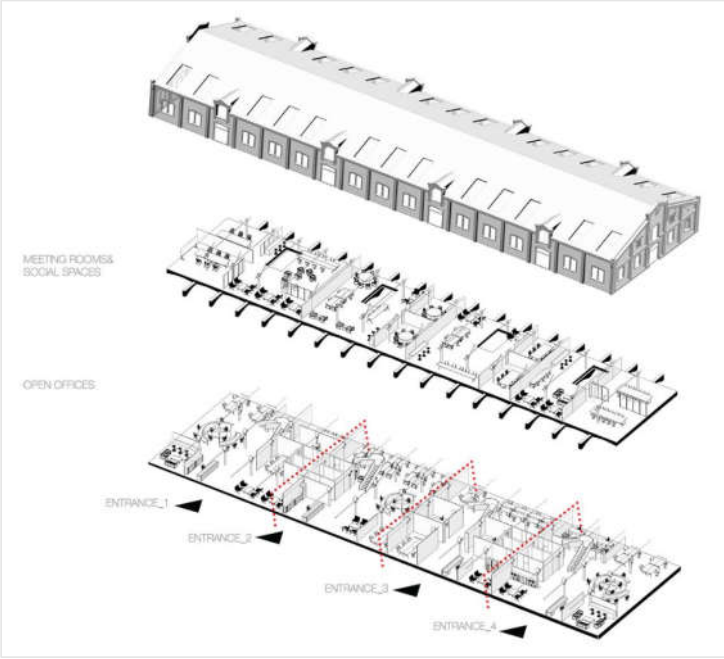 MEETING ROOMS&
SOCIAL SPACES
OPEN OFFICES
ENTRANCE_1
ENTRANCE_2
ENTRANCE_3
ENTRANCE_4